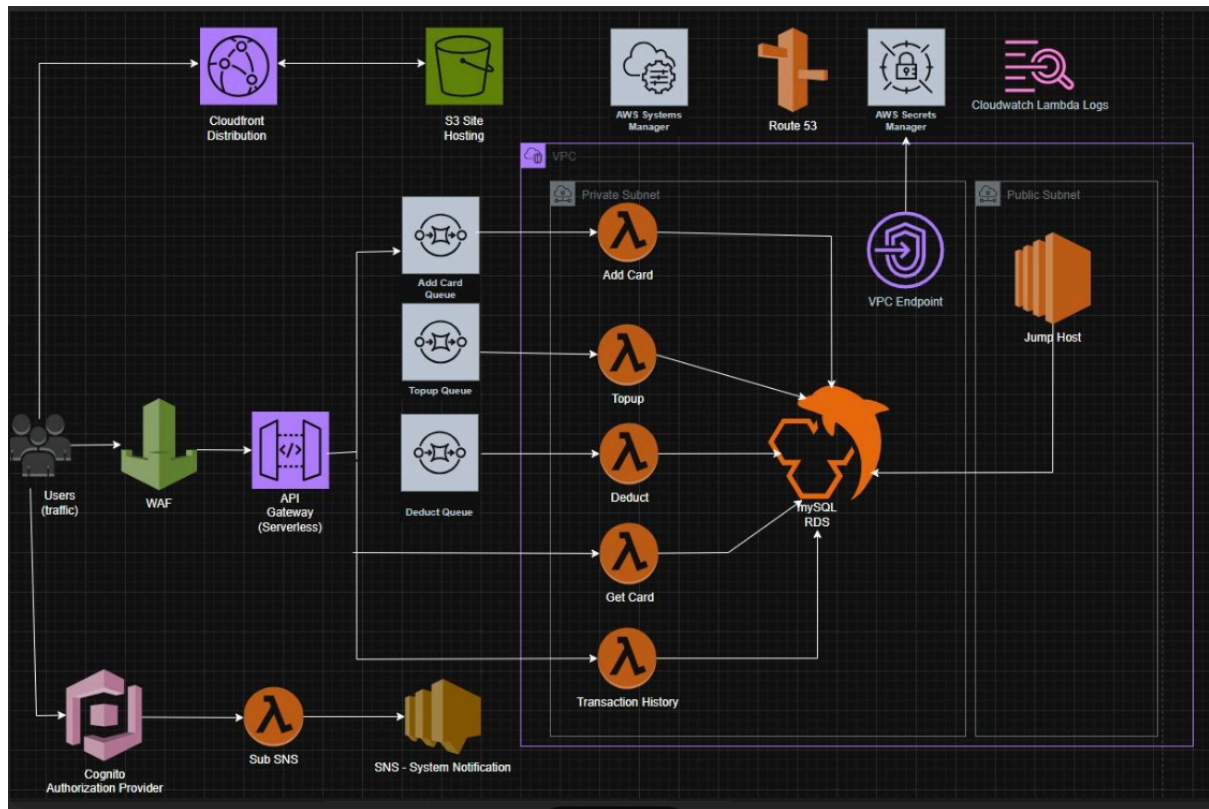 Cloudfront
Distribution
S3 Site
Hosting
AWS Systems
Manager
Route 53
AWS Secrets
Manager
Cloudwatch Lambda Logs
VPC
Private Subnet
Public Subnet
Add Card
Queue
Add Card
VPC Endpoint
Jump Host
Topup Queue
Topup
Users
(traffic)
WAF
</>
API
Gateway
(Serverless)
Deduct Queue
Deduct
mySQL
RDS
Get Card
Transaction History
Cognito
Authorization Provider
Sub SNS
SNS - System Notification